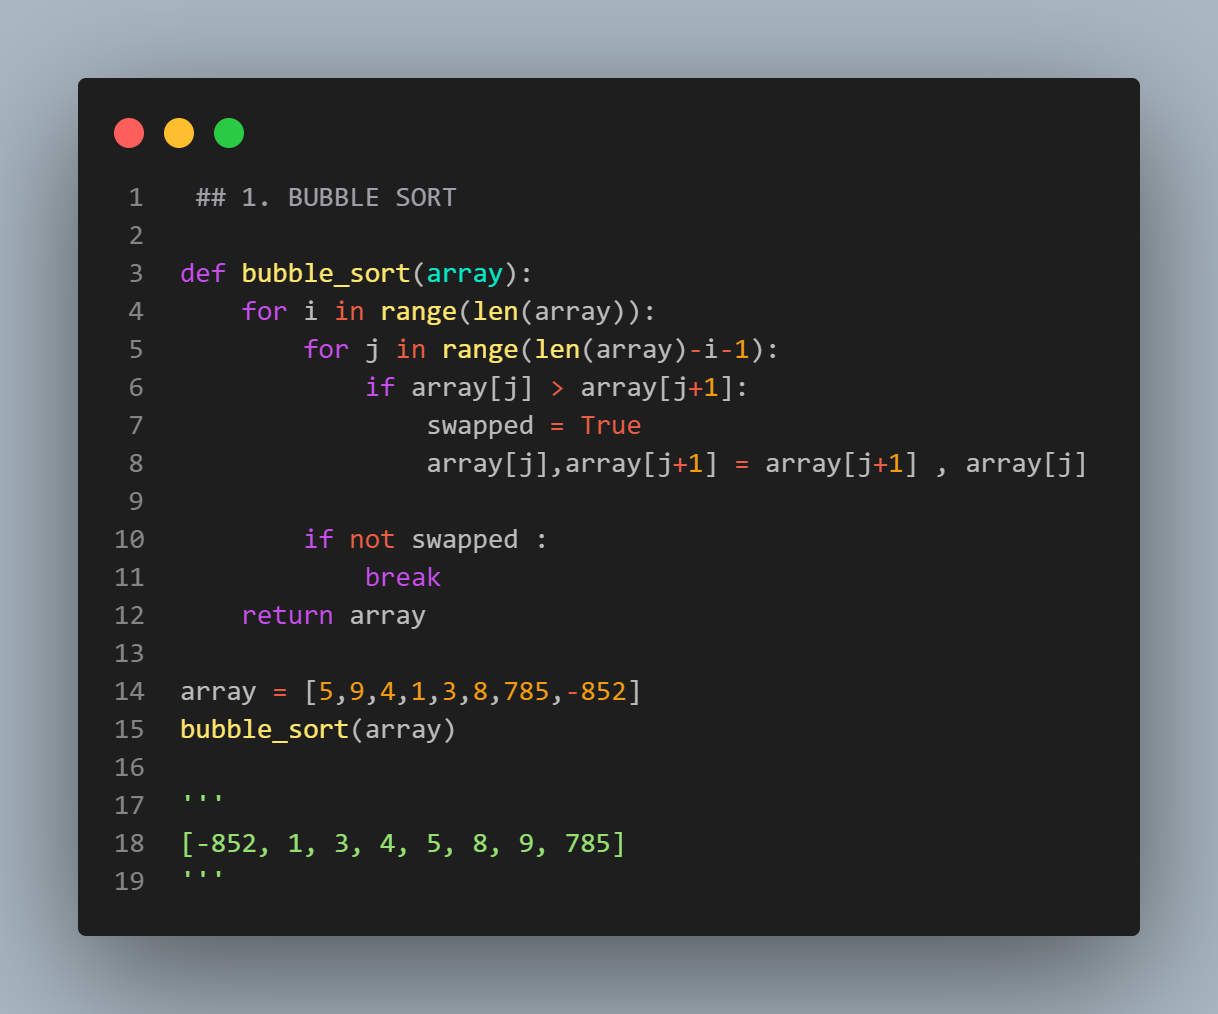 1 ## 1. BUBBLE SORT
2
3 def bubble_sort(array):
4     for i in range(len(array)):
5         for j in range(len(array)-i-1):
6             if array[j] > array[j+1]:
7                 swapped = True
8                 array[j],array[j+1] = array[j+1] , array[j]
9
10         if not swapped :
11             break
12     return array
13
14 array = [5,9,4,1,3,8,785,-852]
15 bubble_sort(array)
16
17 '''
18 [-852, 1, 3, 4, 5, 8, 9, 785]
19 '''